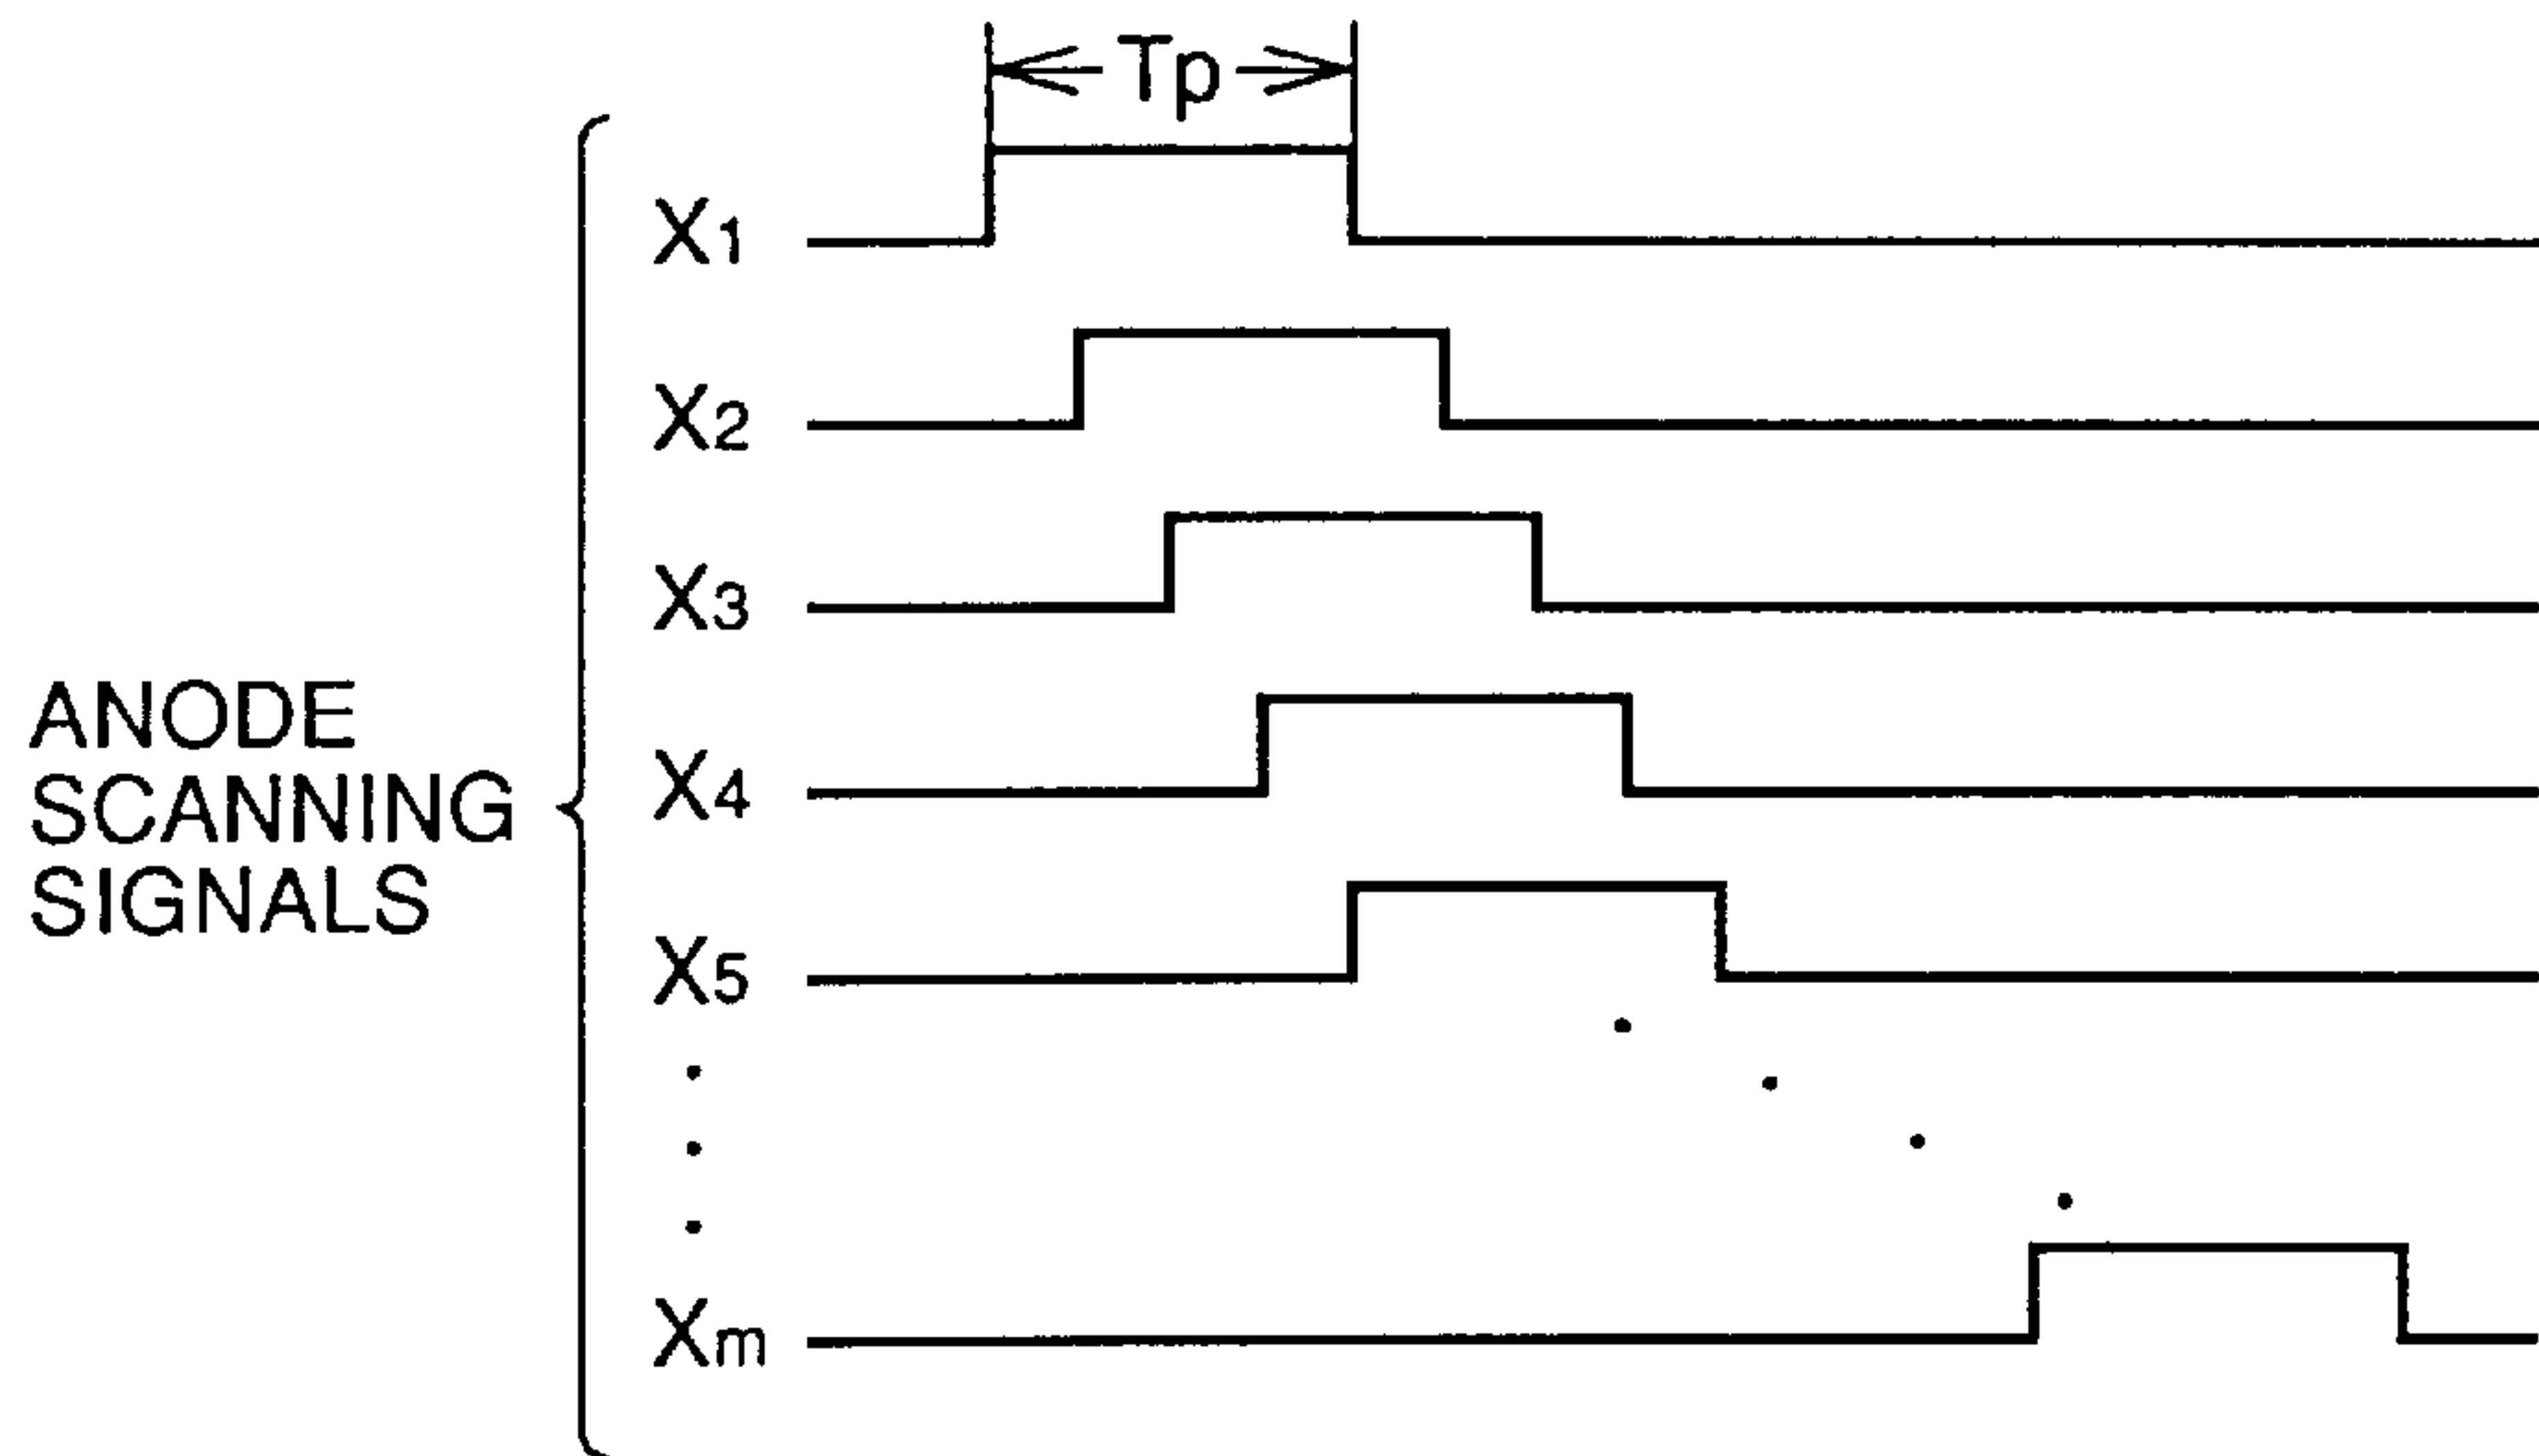 Tp
X1
X2
X3
ANODE
SCANNING
SIGNALS
X4
X5
Xm